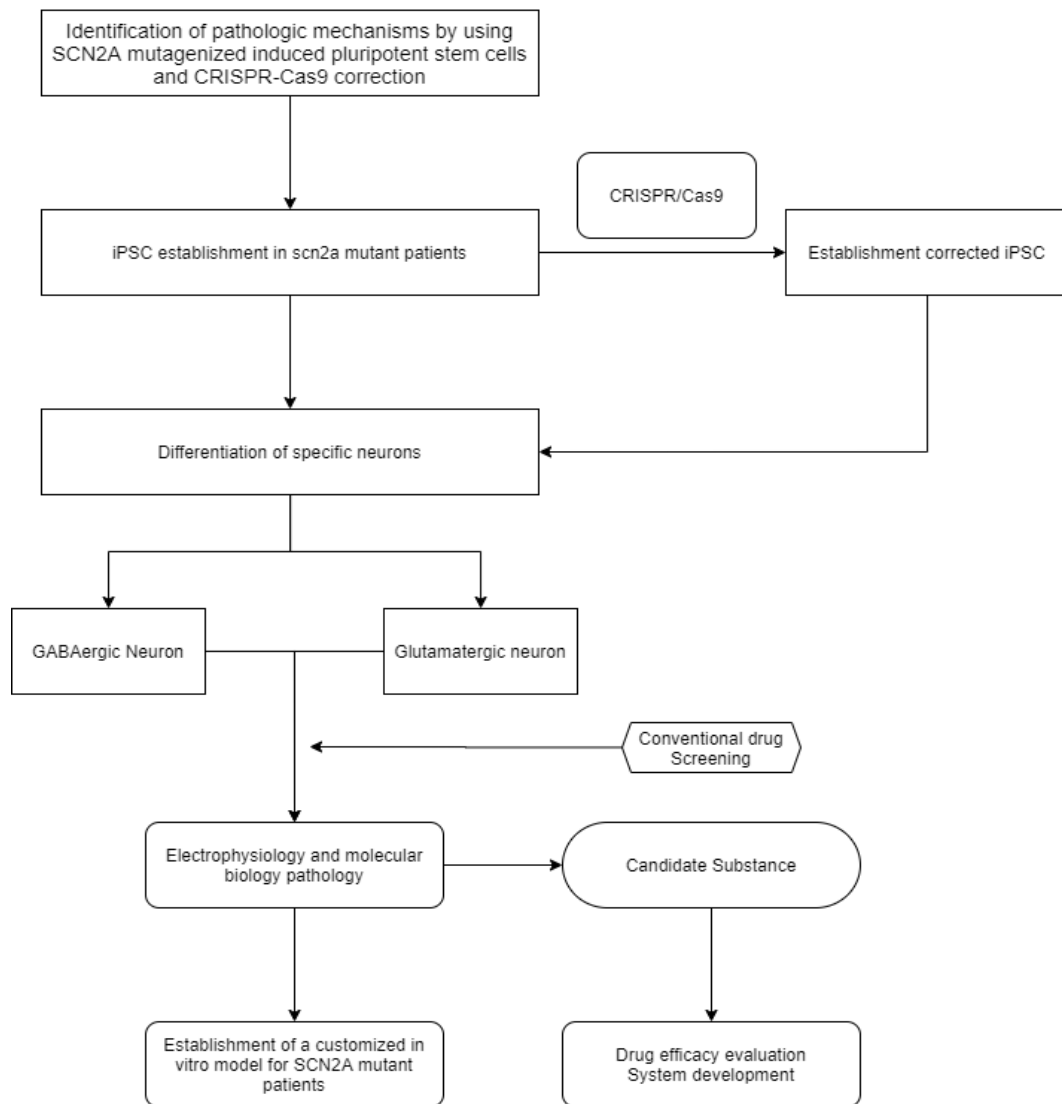 Identification of pathologic mechanisms by using
SCN2A mutagenized induced pluripotent stem cells
and CRISPR-Cas9 correction
CRISPR/Cas9
iPSC establishment in scn2a mutant patients
Establishment corrected iPSC
Differentiation of specific neurons
GABAergic Neuron
Glutamatergic neuron
Conventional drug
Screening
Electrophysiology and molecular
biology pathology
Candidate Substance
Establishment of a customized in
vitro model for SCN2A mutant
patients
Drug efficacy evaluation
System development